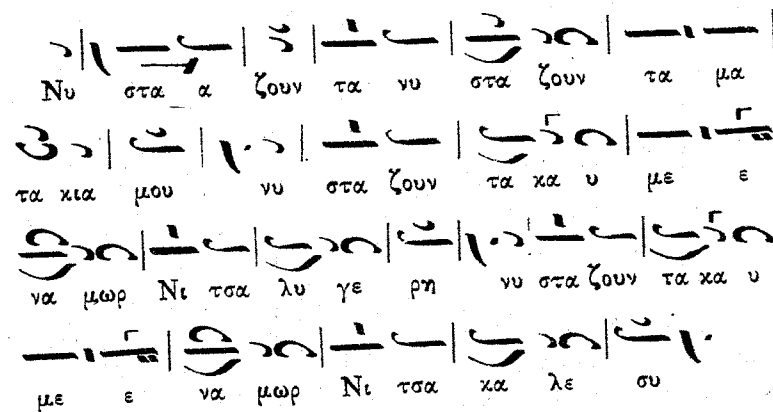 Νυ στα α ζουν τα νυ στα ζουν τα μα
τα κια μου νυ στα ζουν τα κα υ με ε
να μωρ Νι τσα λυ γε ρη νυ στα ζουν τα κα υ
με ε να μωρ Νι τσα κα λε συ